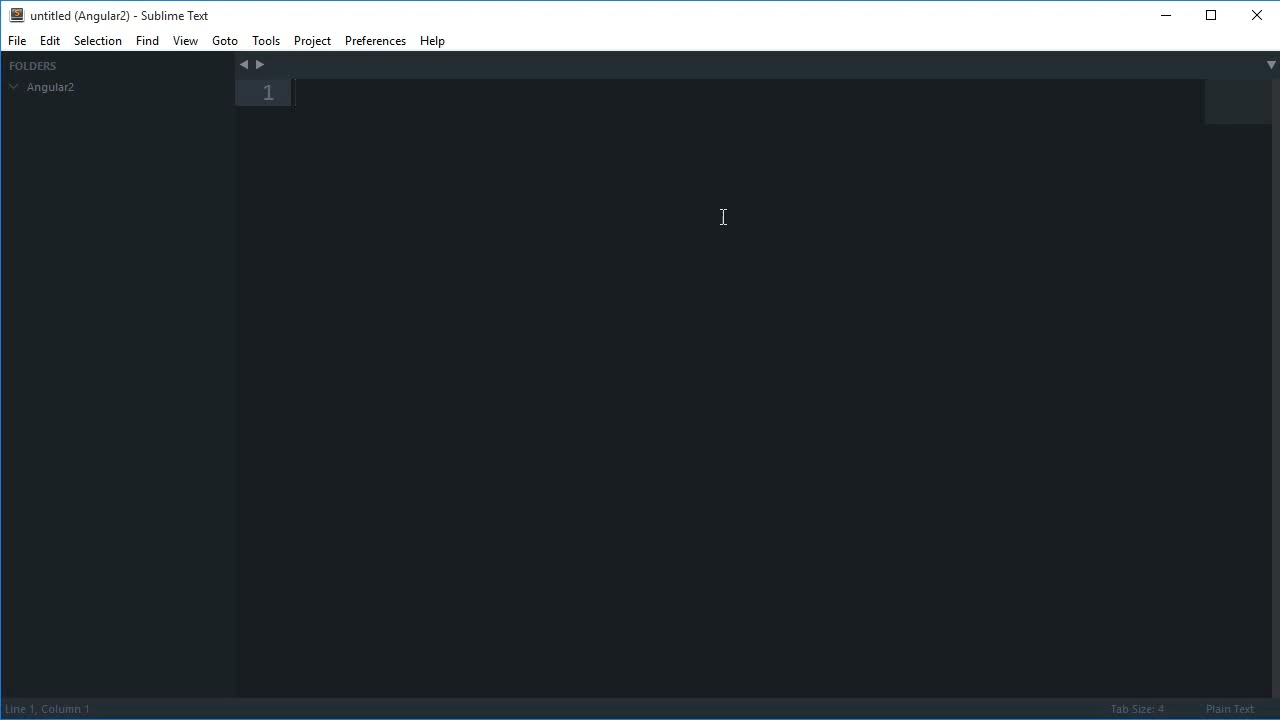 untitled (Angular2) - Sublime Text
File Edit Selection Find View Goto Tools Project Preferences Help
FOLDERS
Angular2
1
Line 1, Column 1 Tab Size: 4 Plain Text